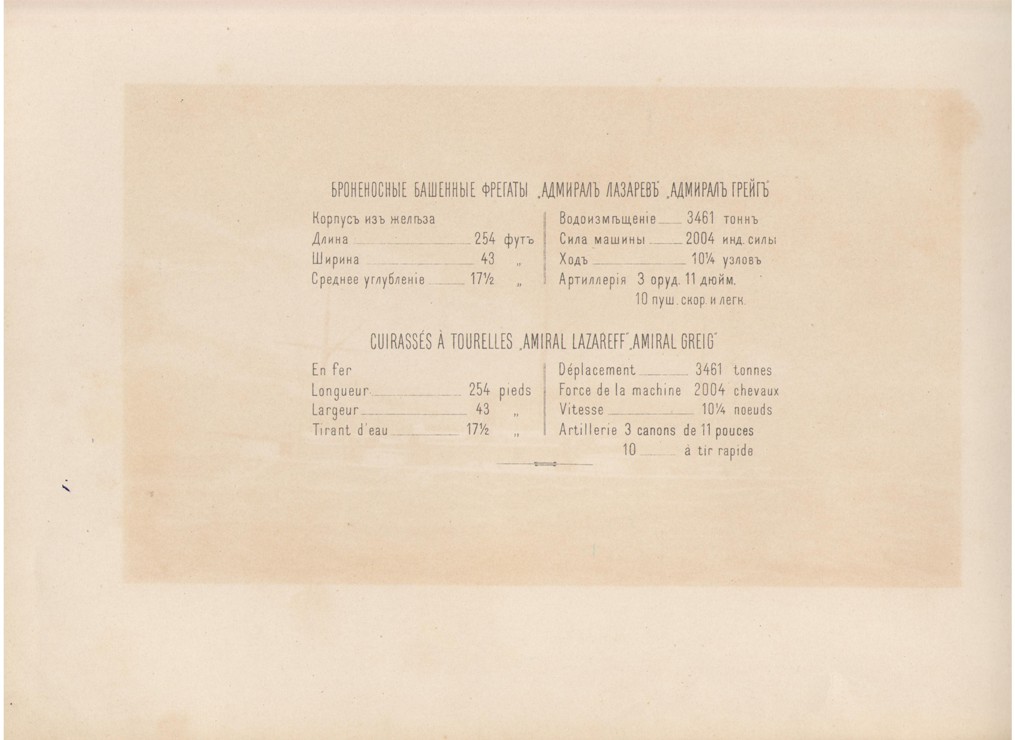 БРОНЕНОСНЫЕ БАШЕННЫЕ ФРЕГАТЫ „АДМИРАЛЪ ЛАЗАРЕВЪ" „АДМИРАЛЪ ГРЕЙГЪ"
Корпусъ изъ желѣза
Длина 254 футъ
Ширина 43 „
Среднее углубленіе 17½ „
Водоизмѣщеніе 3461 тоннъ
Сила машины 2004 инд. силы
Ходъ 10¼ узловъ
Артиллерія 3 оруд. 11 дюйм.
10 пуш. скор. и легк.
CUIRASSÉS À TOURELLES „AMIRAL LAZAREFF" „AMIRAL GREIG"
En fer
Longueur 254 pieds
Largeur 43 „
Tirant d'eau 17½ „
Déplacement 3461 tonnes
Force de la machine 2004 chevaux
Vitesse 10¼ noeuds
Artillerie 3 canons de 11 pouces
10 à tir rapide